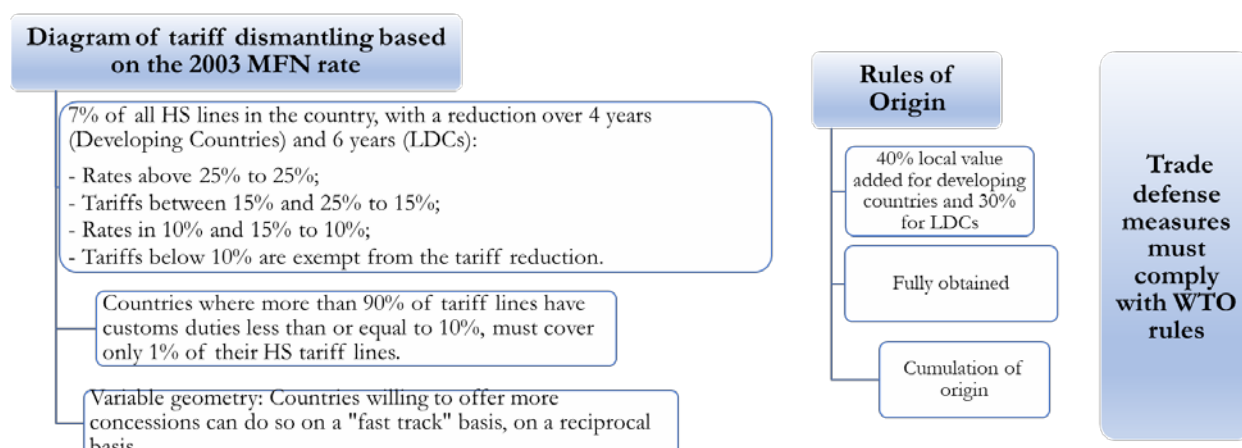 Diagram of tariff dismantling based
on the 2003 MFN rate
7% of all HS lines in the country, with a reduction over 4 years
(Developing Countries) and 6 years (LDCs):
- Rates above 25% to 25%;
- Tariffs between 15% and 25% to 15%;
- Rates in 10% and 15% to 10%;
- Tariffs below 10% are exempt from the tariff reduction.
Countries where more than 90% of tariff lines have
customs duties less than or equal to 10%, must cover
only 1% of their HS tariff lines.
Variable geometry: Countries willing to offer more
concessions can do so on a "fast track" basis, on a reciprocal
basis
Rules of
Origin
40% local value
added for developing
countries and 30%
for LDCs
Fully obtained
Cumulation of
origin
Trade
defense
measures
must
comply
with WTO
rules